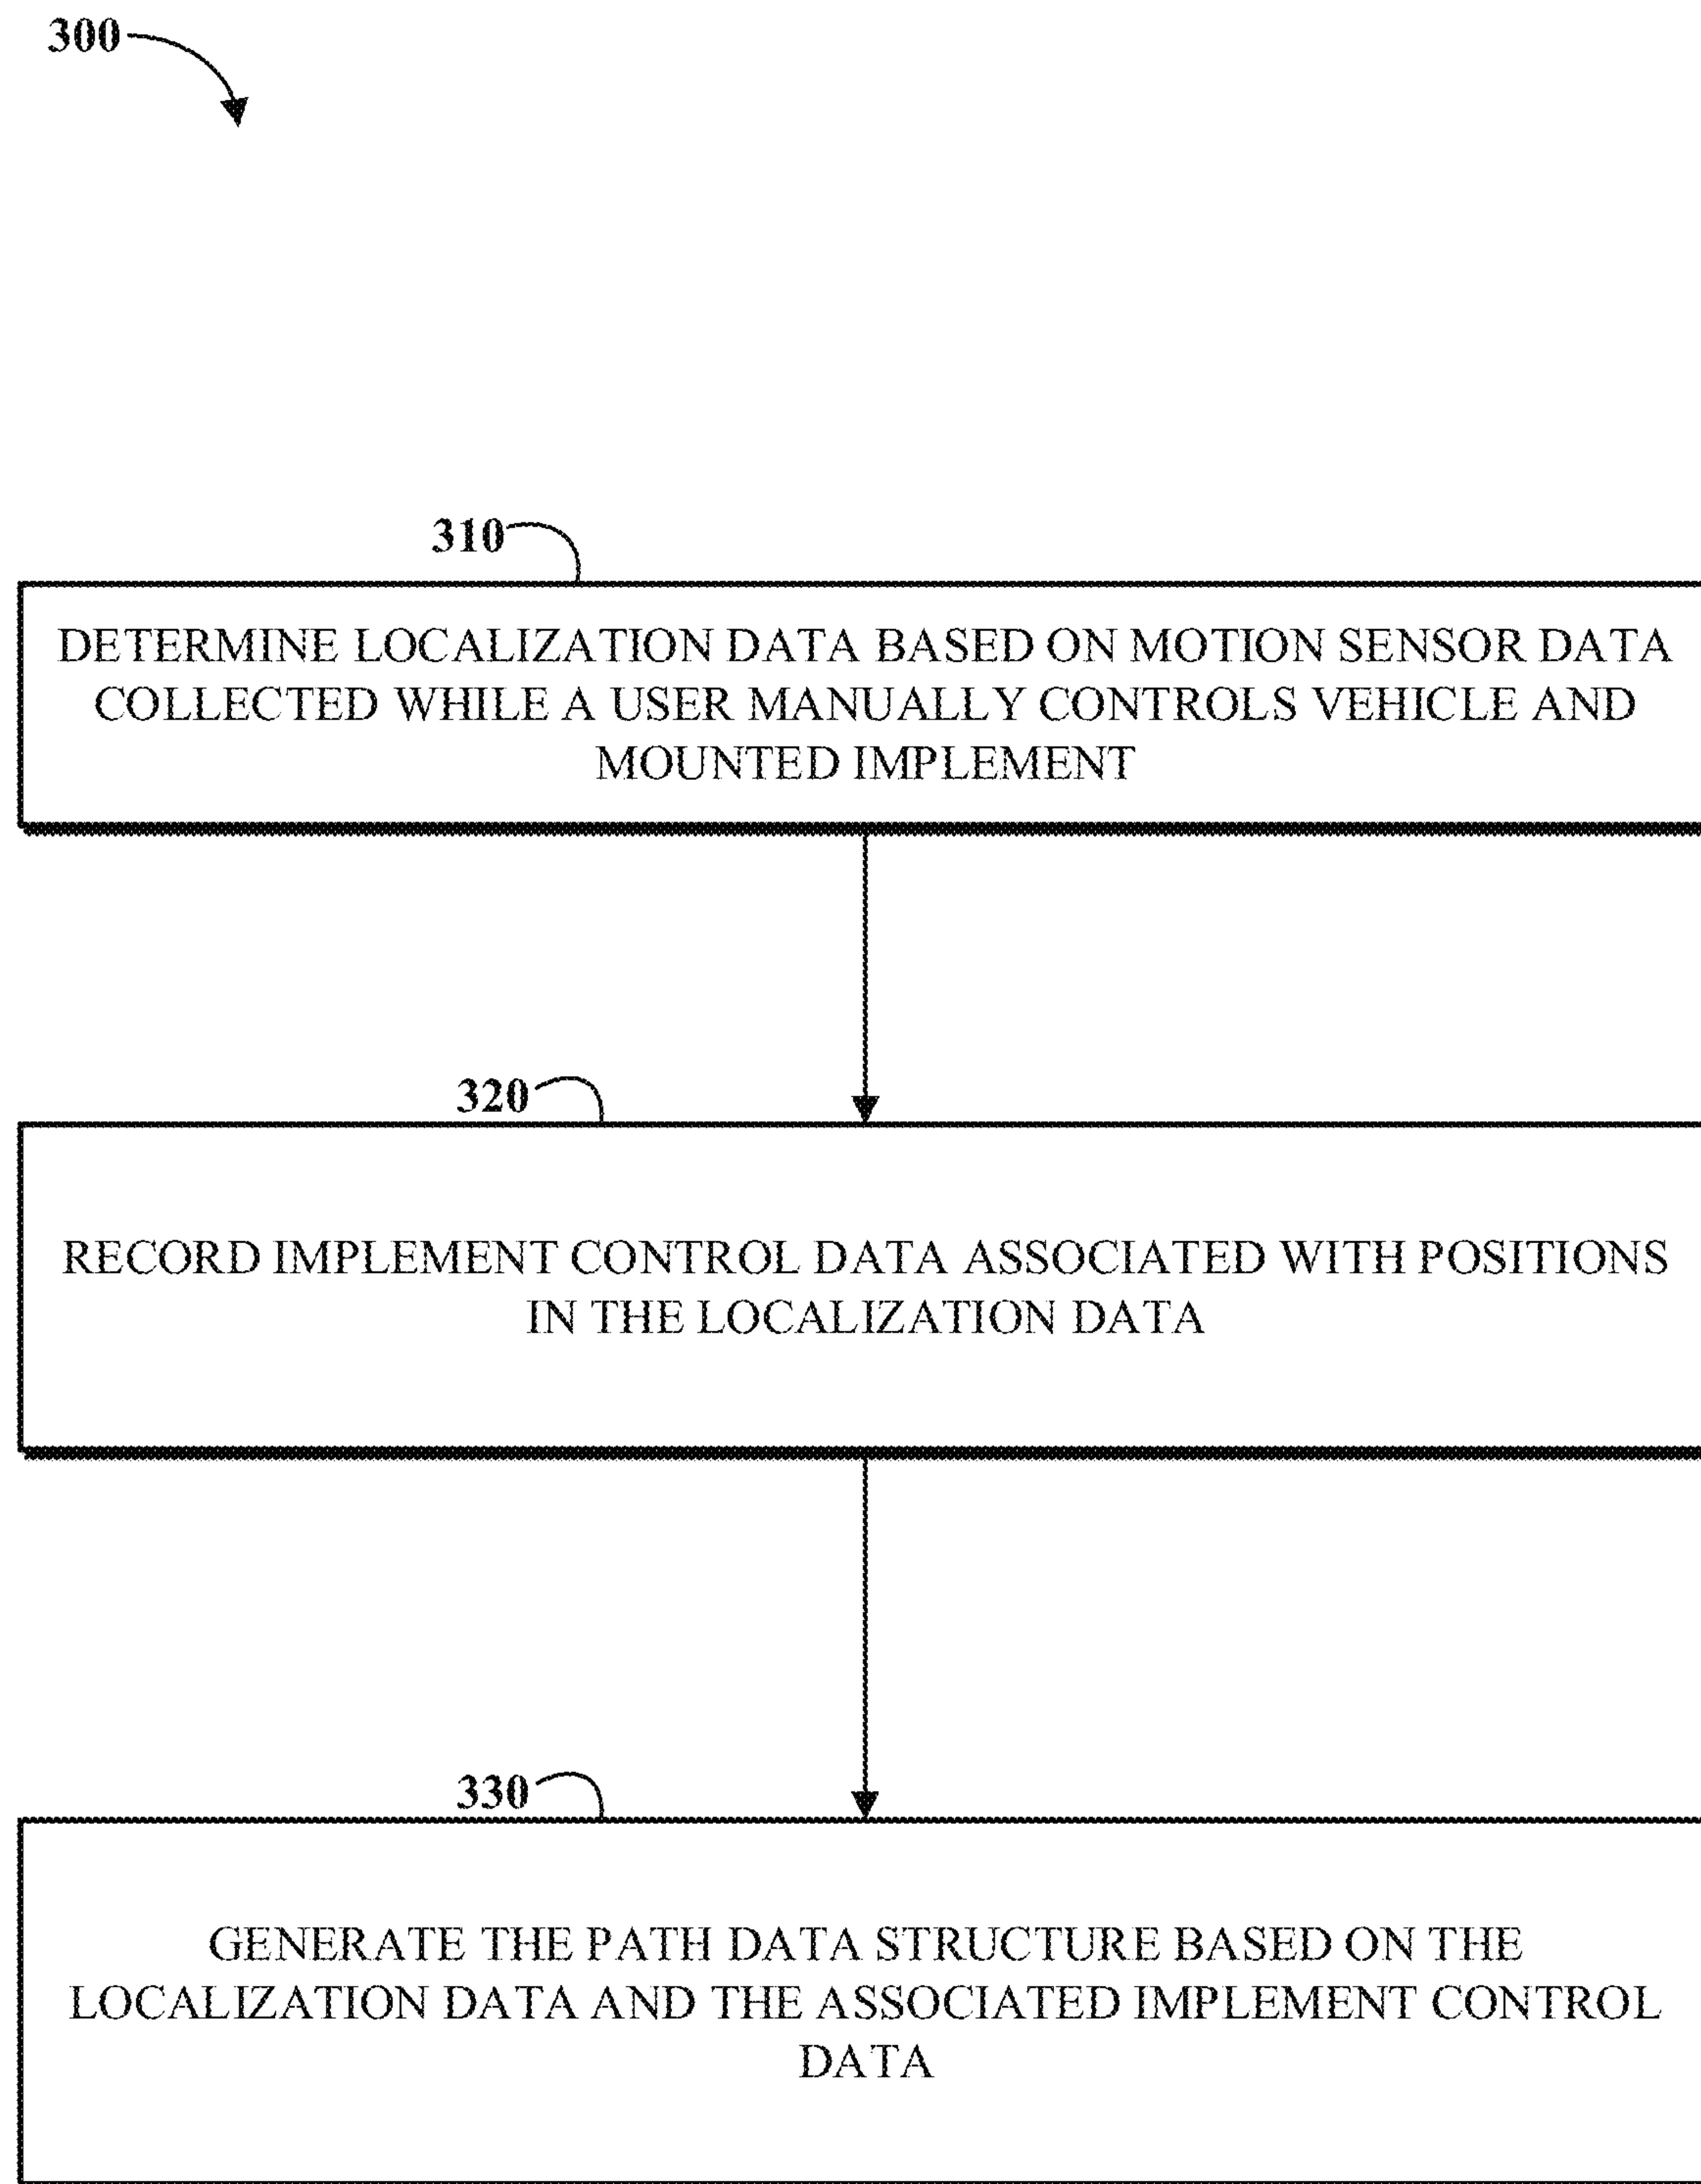 300
310
DETERMINE LOCALIZATION DATA BASED ON MOTION SENSOR DATA
COLLECTED WHILE A USER MANUALLY CONTROLS VEHICLE AND
MOUNTED IMPLEMENT
320
RECORD IMPLEMENT CONTROL DATA ASSOCIATED WITH POSITIONS
IN THE LOCALIZATION DATA
330
GENERATE THE PATH DATA STRUCTURE BASED ON THE
LOCALIZATION DATA AND THE ASSOCIATED IMPLEMENT CONTROL
DATA